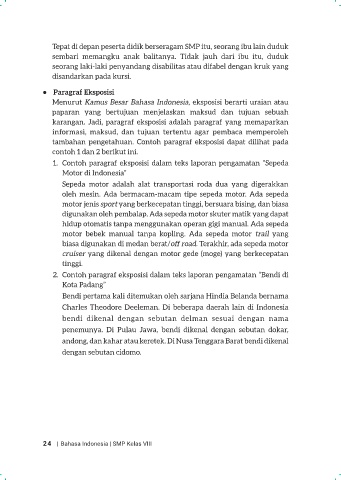 Tepat di depan peserta didik berseragam SMP itu, seorang ibu lain duduk
sembari memangku anak balitanya. Tidak jauh dari ibu itu, duduk
seorang laki-laki penyandang disabilitas atau difabel dengan kruk yang
disandarkan pada kursi.
● Paragraf Eksposisi
Menurut Kamus Besar Bahasa Indonesia, eksposisi berarti uraian atau
paparan yang bertujuan menjelaskan maksud dan tujuan sebuah
karangan. Jadi, paragraf eksposisi adalah paragraf yang memaparkan
informasi, maksud, dan tujuan tertentu agar pembaca memperoleh
tambahan pengetahuan. Contoh paragraf eksposisi dapat dilihat pada
contoh 1 dan 2 berikut ini.
1. Contoh paragraf eksposisi dalam teks laporan pengamatan “Sepeda
Motor di Indonesia”
Sepeda motor adalah alat transportasi roda dua yang digerakkan
oleh mesin. Ada bermacam-macam tipe sepeda motor. Ada sepeda
motor jenis sport yang berkecepatan tinggi, bersuara bising, dan biasa
digunakan oleh pembalap. Ada sepeda motor skuter matik yang dapat
hidup otomatis tanpa menggunakan operan gigi manual. Ada sepeda
motor bebek manual tanpa kopling. Ada sepeda motor trail yang
biasa digunakan di medan berat/off road. Terakhir, ada sepeda motor
cruiser yang dikenal dengan motor gede (moge) yang berkecepatan
tinggi.
2. Contoh paragraf eksposisi dalam teks laporan pengamatan “Bendi di
Kota Padang”
Bendi pertama kali ditemukan oleh sarjana Hindia Belanda bernama
Charles Theodore Deeleman. Di beberapa daerah lain di Indonesia
bendi dikenal dengan sebutan delman sesuai dengan nama
penemunya. Di Pulau Jawa, bendi dikenal dengan sebutan dokar,
andong, dan kahar atau keretek. Di Nusa Tenggara Barat bendi dikenal
dengan sebutan cidomo.
24 | Bahasa Indonesia | SMP Kelas VIII